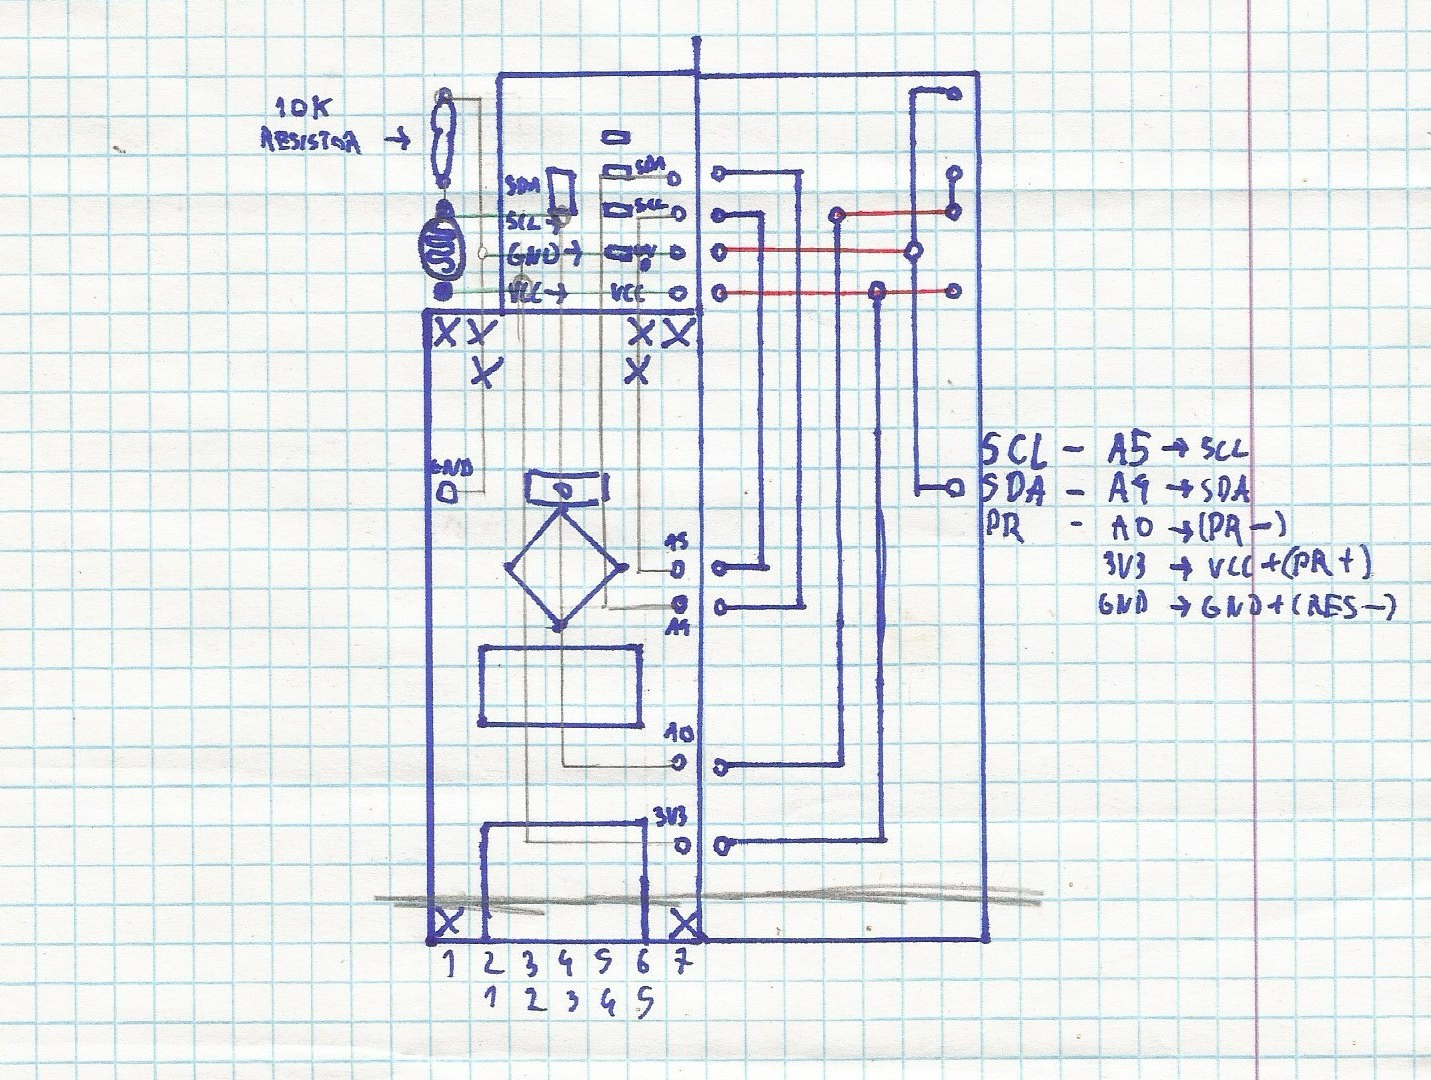 10K
RESISTOR →
SDA
SDA
SCL →
SCL
GND →
VCC →
VCC
X X X X
X X
GND
A5
A4
A0
3V3
X X
1 2 3 4 5 6 7
1 2 3 4 5
SCL - A5 → SCL
SDA - A4 → SDA
PR - A0 → (PR-)
3V3 → VCC+(PR+)
GND → GND+(RES-)